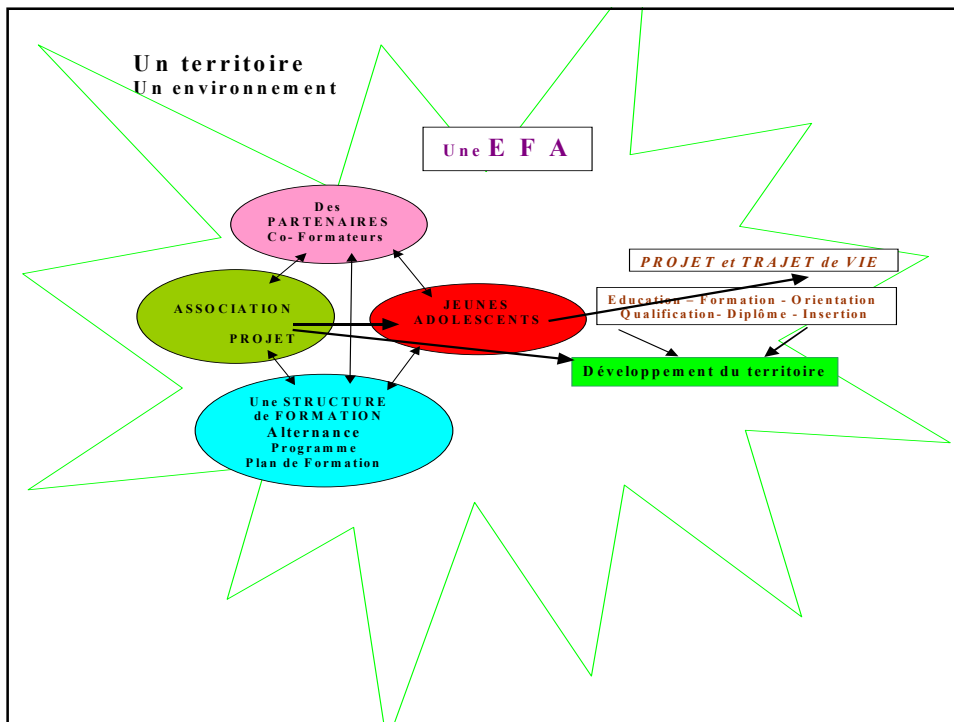 Un territoire
Un environnement
Une E F A
Des
PARTENAIRES
Co- Formateurs
ASSOCIATION
PROJET
JEUNES
ADOLESCENTS
Une STRUCTURE
de FORMATION
Alternance
Programme
Plan de Formation
PROJET et TRAJET de VIE
Education – Formation - Orientation
Qualification- Diplôme - Insertion
Développement du territoire